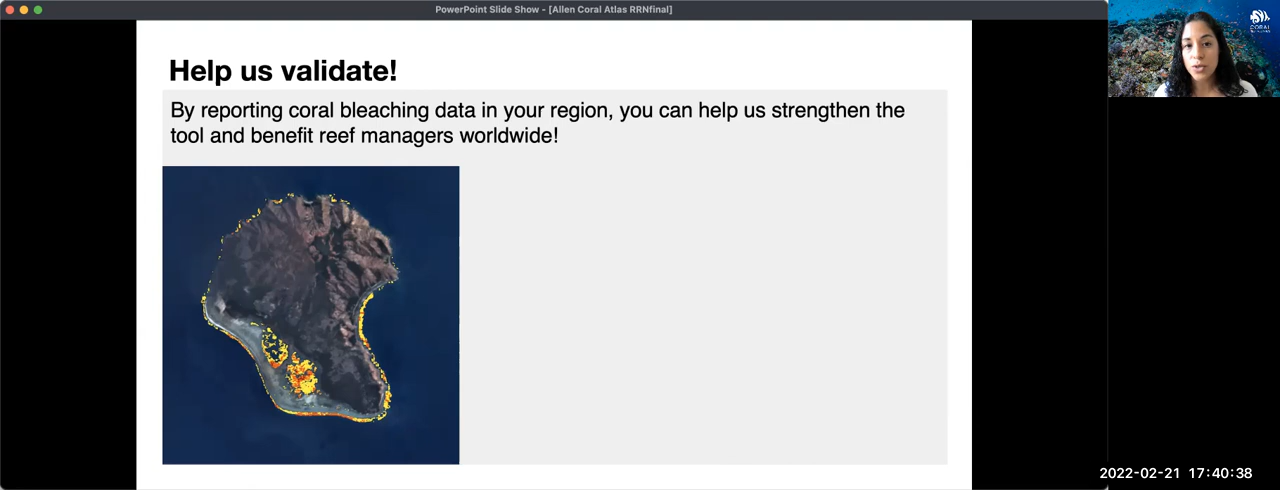 PowerPoint Slide Show - [Allen Coral Atlas RRNfinal]
CORAL
Help us validate!
By reporting coral bleaching data in your region, you can help us strengthen the
tool and benefit reef managers worldwide!
2022-02-21 17:40:38